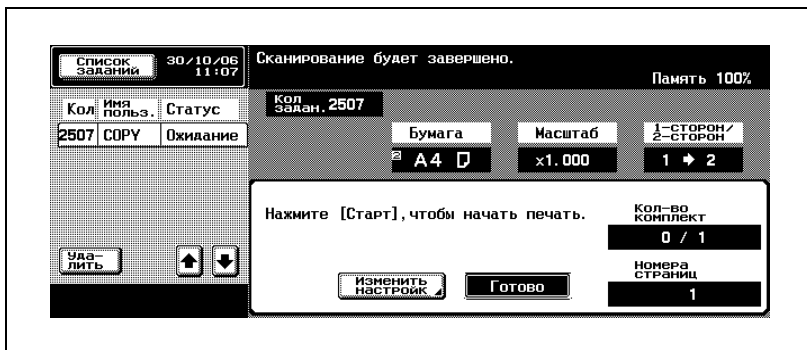 Список
заданий
30/10/06
11:07
Сканирование будет завершено.
Память 100%
Кол
Имя
польз.
Статус
2507 COPY Ожидание
Уда-
лить
Кол
задан. 2507
Бумага
Масштаб
1-сторон/
2-сторон
2 A4
x1.000
1 → 2
Нажмите [Старт],чтобы начать печать.
Кол-во
комплект
0 / 1
Номера
страниц
1
Изменить
настройк
Готово